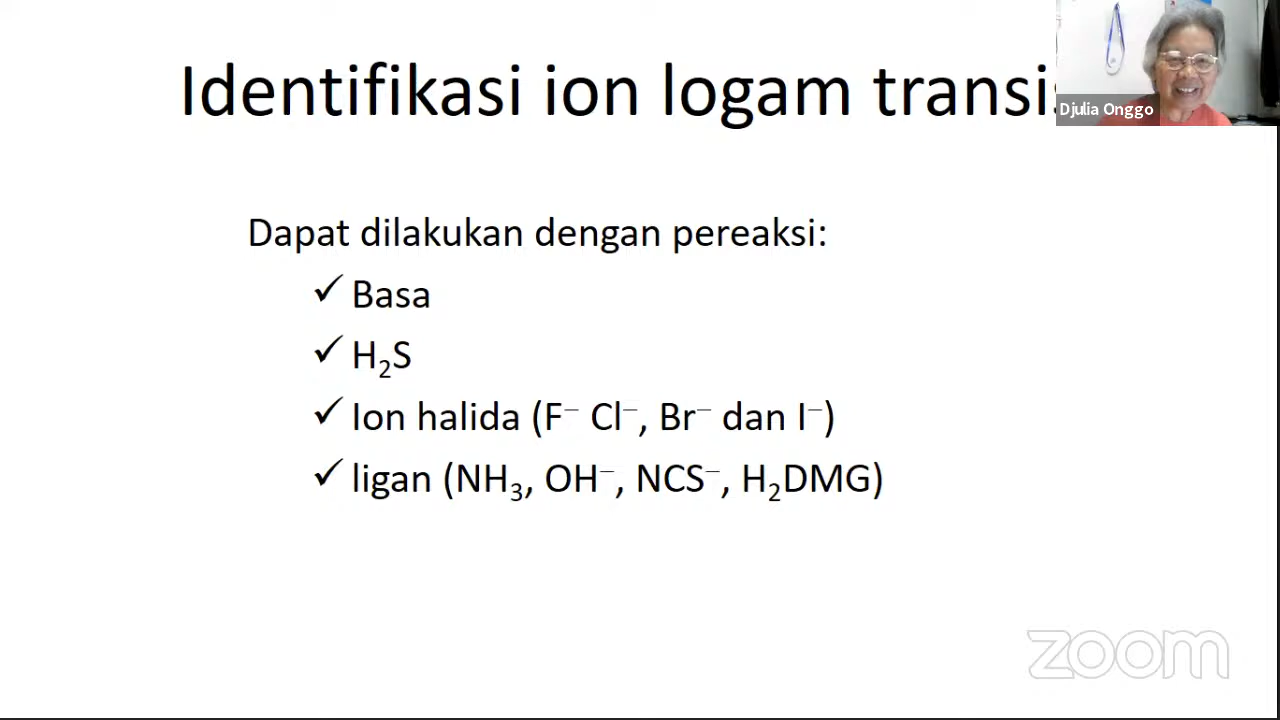 Identifikasi ion logam transi
Djulia Onggo
Dapat dilakukan dengan pereaksi:
✓ Basa
✓ H₂S
✓ Ion halida (F⁻ Cl⁻, Br⁻ dan I⁻)
✓ ligan (NH₃, OH⁻, NCS⁻, H₂DMG)
zoom